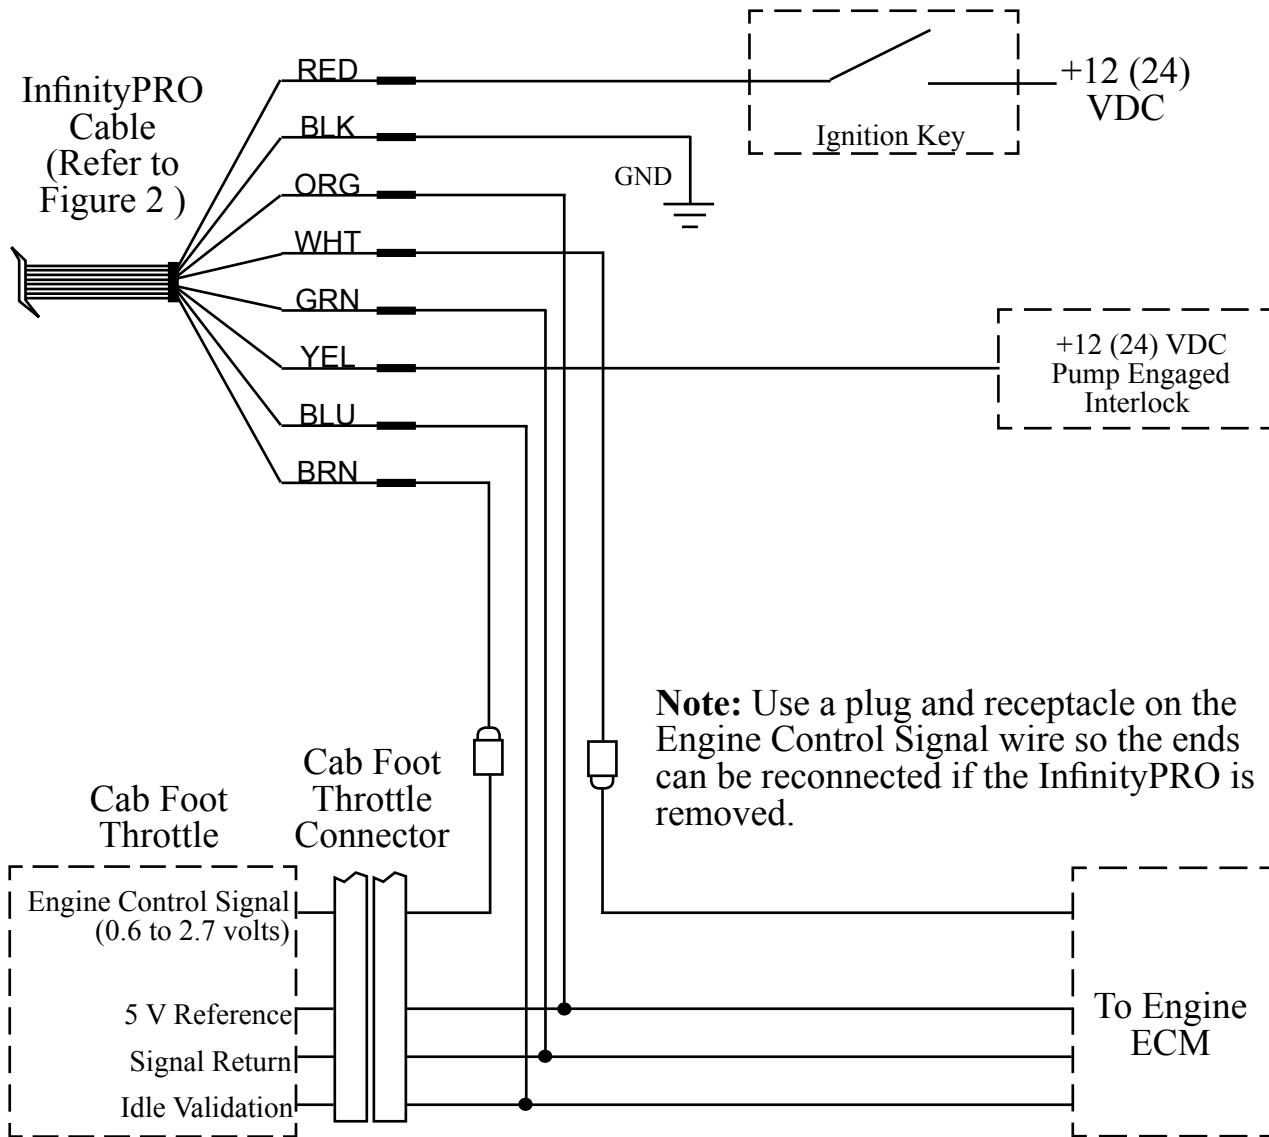 InfinityPRO
Cable
(Refer to
Figure 2 )
RED
BLK
ORG
WHT
GRN
YEL
BLU
BRN
Ignition Key
+12 (24)
VDC
GND
+12 (24) VDC
Pump Engaged
Interlock
Note: Use a plug and receptacle on the
Engine Control Signal wire so the ends
can be reconnected if the InfinityPRO is
removed.
Cab Foot
Throttle
Cab Foot
Throttle
Connector
Engine Control Signal
(0.6 to 2.7 volts)
5 V Reference
Signal Return
Idle Validation
To Engine
ECM